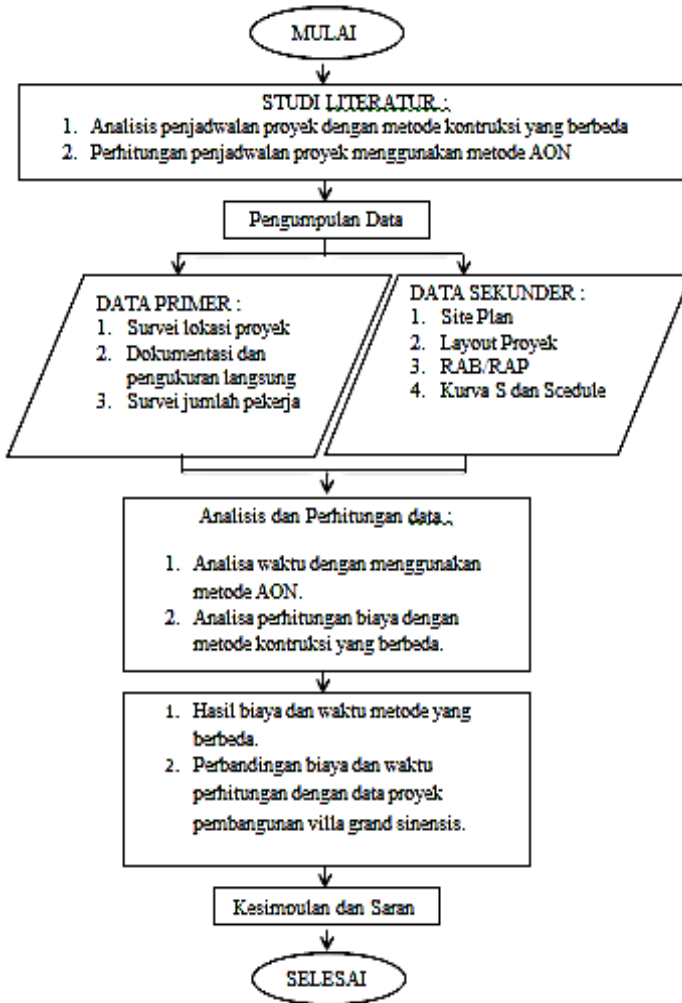 MULAI
STUDI LITERATUR :
1. Analisis penjadwalan proyek dengan metode kontruksi yang berbeda
2. Perhitungan penjadwalan proyek menggunakan metode AON
Pengumpulan Data
DATA PRIMER :
1. Survei lokasi proyek
2. Dokumentasi dan
pengukuran langsung
3. Survei jumlah pekerja
DATA SEKUNDER :
1. Site Plan
2. Layout Proyek
3. RAB/RAP
4. Kurva S dan Scedule
Analisis dan Perhitungan data :
1. Analisa waktu dengan menggunakan
metode AON.
2. Analisa perhitungan biaya dengan
metode kontruksi yang berbeda.
1. Hasil biaya dan waktu metode yang
berbeda.
2. Perbandingan biaya dan waktu
perhitungan dengan data proyek
pembangunan villa grand sinensis.
Kesimpulan dan Saran
SELESAI